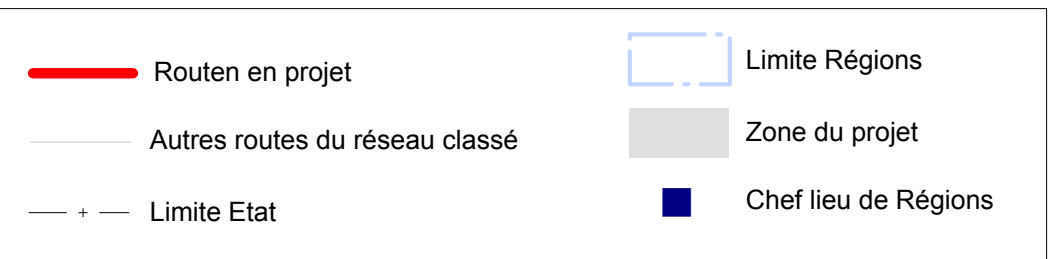 Routen en projet
Autres routes du réseau classé
Limite Etat
Limite Régions
Zone du projet
Chef lieu de Régions